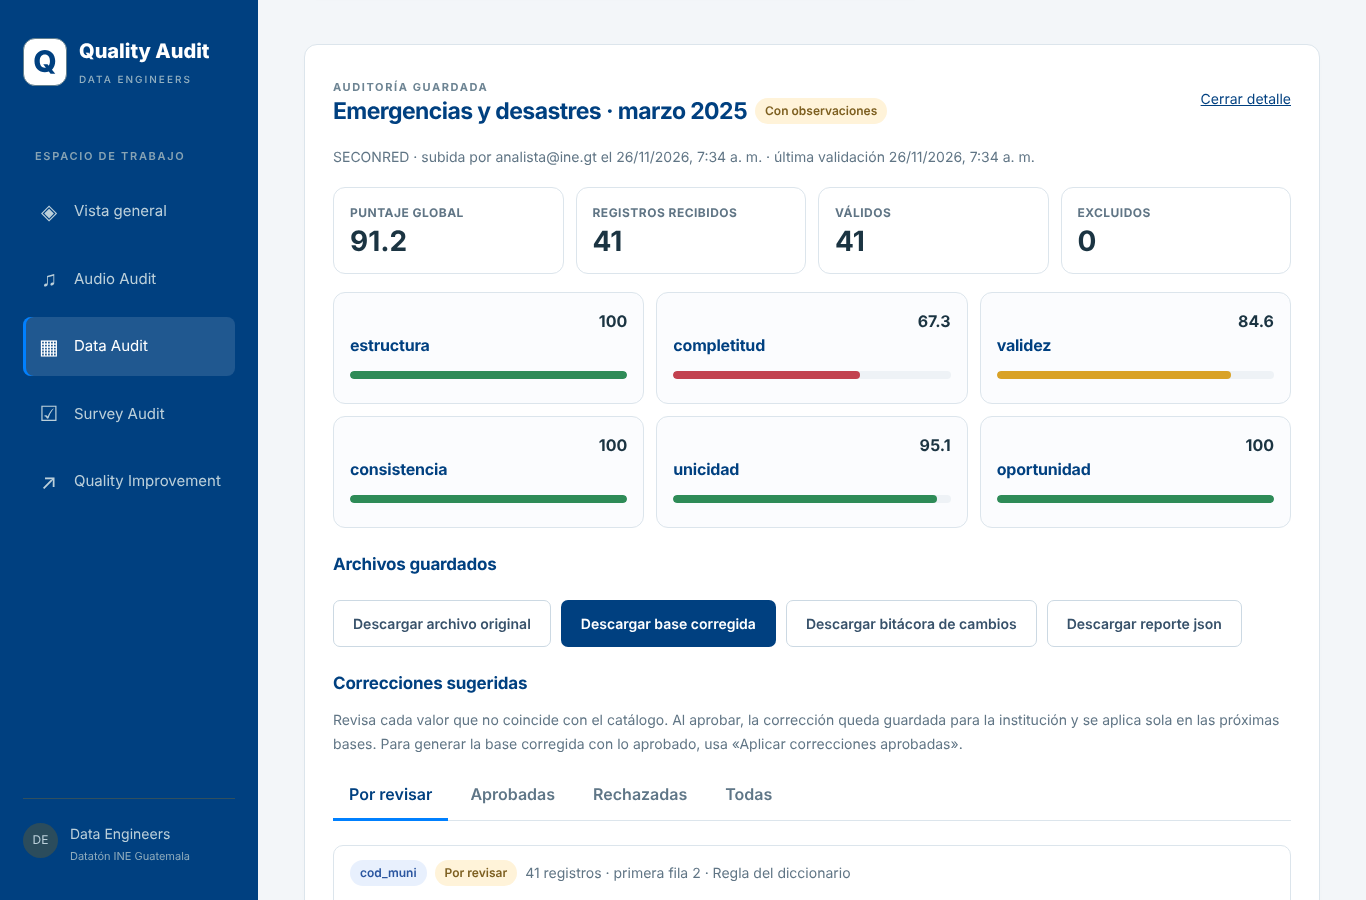 Q
Quality Audit
DATA ENGINEERS
ESPACIO DE TRABAJO
Vista general
Audio Audit
Data Audit
Survey Audit
Quality Improvement
DE
Data Engineers
Datatón INE Guatemala
AUDITORÍA GUARDADA
Emergencias y desastres · marzo 2025
Con observaciones
Cerrar detalle
SECONRED · subida por analista@ine.gt el 26/11/2026, 7:34 a. m. · última validación 26/11/2026, 7:34 a. m.
PUNTAJE GLOBAL
91.2
REGISTROS RECIBIDOS
41
VÁLIDOS
41
EXCLUIDOS
0
100
estructura
67.3
completitud
84.6
validez
100
consistencia
95.1
unicidad
100
oportunidad
Archivos guardados
Descargar archivo original
Descargar base corregida
Descargar bitácora de cambios
Descargar reporte json
Correcciones sugeridas
Revisa cada valor que no coincide con el catálogo. Al aprobar, la corrección queda guardada para la institución y se aplica sola en las próximas
bases. Para generar la base corregida con lo aprobado, usa «Aplicar correcciones aprobadas».
Por revisar
Aprobadas
Rechazadas
Todas
cod_muni
Por revisar
41 registros · primera fila 2 · Regla del diccionario